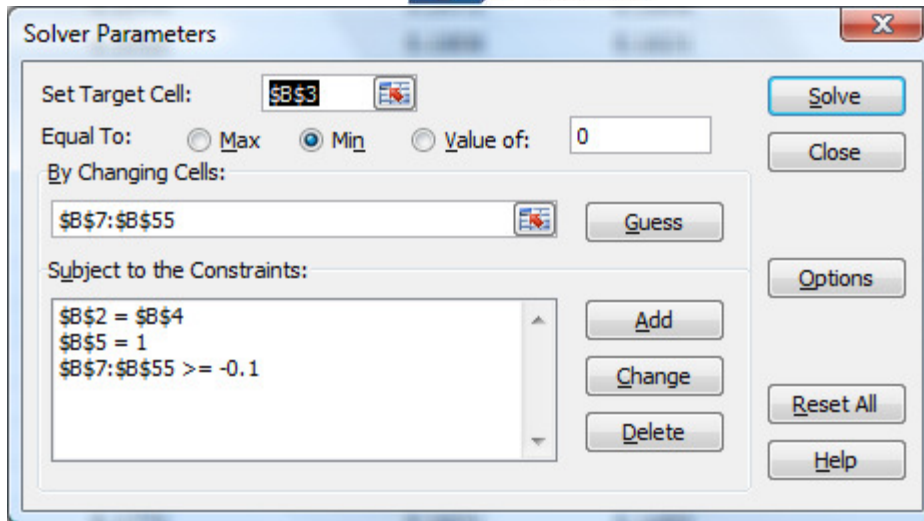 Solver Parameters
Set Target Cell: $B$3
Solve
Equal To: Max Min Value of: 0
Close
By Changing Cells:
$B$7:$B$55
Guess
Subject to the Constraints:
Options
$B$2 = $B$4
$B$5 = 1
$B$7:$B$55 >= -0.1
Add
Change
Reset All
Delete
Help